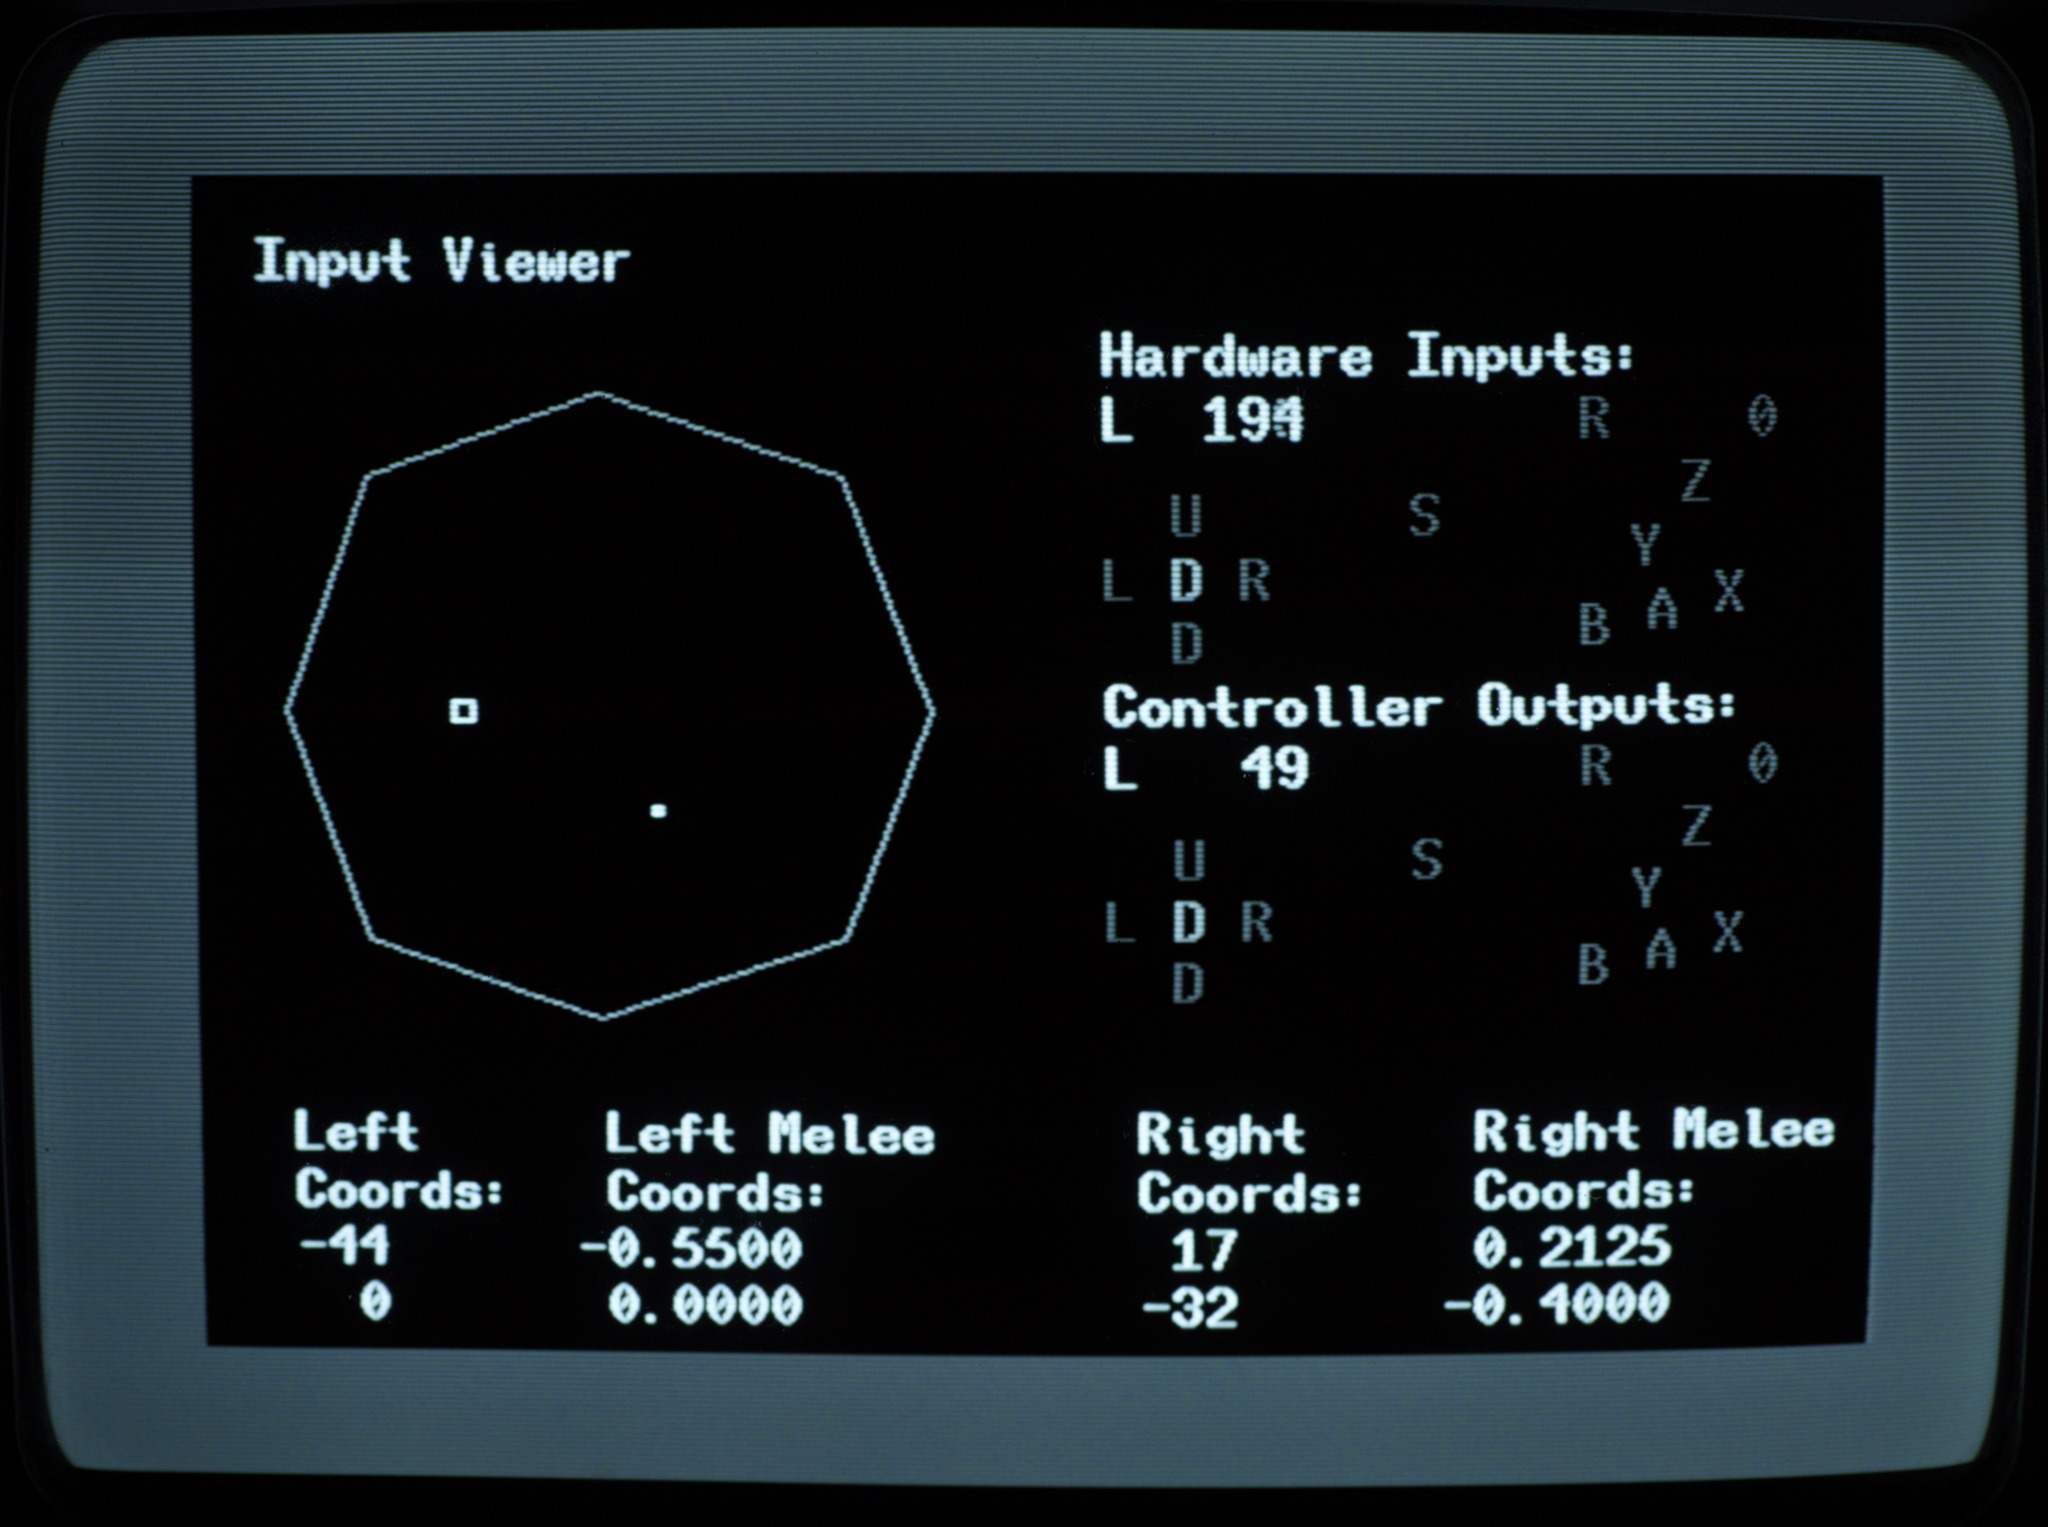 Input Viewer
Hardware Inputs:
L R 0
Z
U S
Y
L D R
X
A
B
D
Controller Outputs:
L 49 R 0
Z
U S
Y
L D R
X
A
B
D
Left Left Melee Right Right Melee
Coords: Coords: Coords: Coords:
-44 -0.5500 17 0.2125
0 0.0000 -32 -0.4000